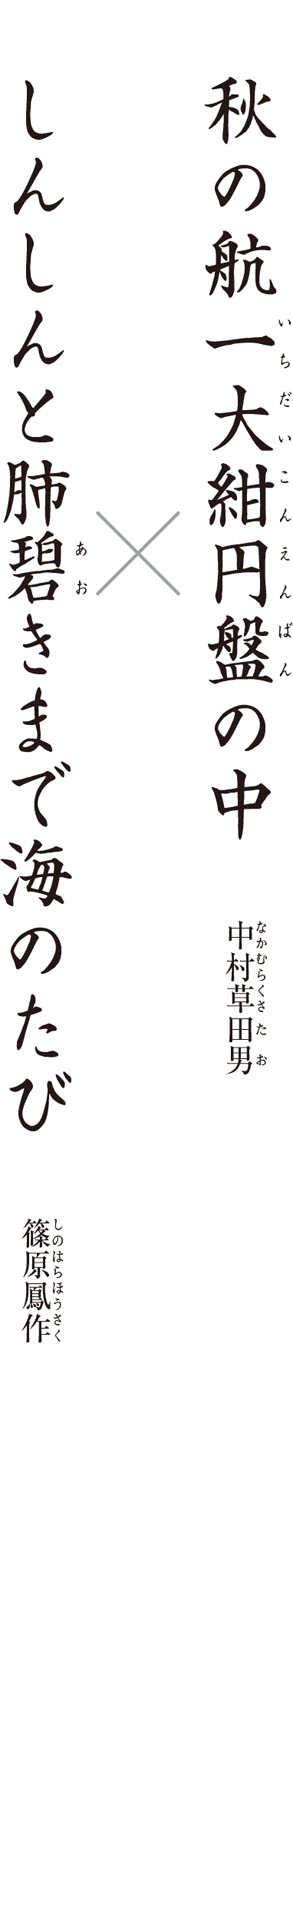 秋の航一大紺円盤の中
いちだいこんえんばん
中村草田男
なかむらくさたお
×
しんしんと肺碧きまで海のたび
あお
篠原鳳作
しのはらほうさく